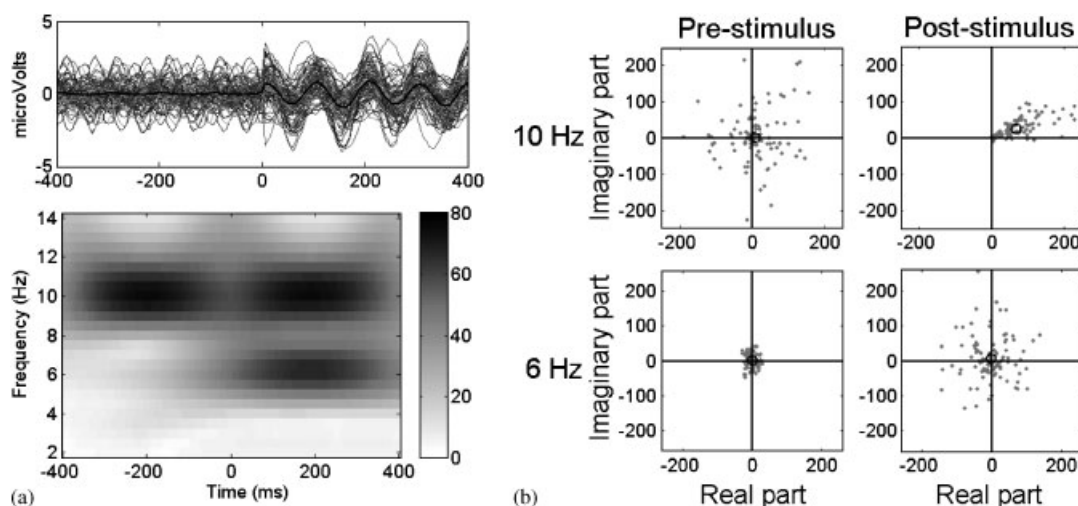 microVolts
5
0
-5
-400 -200 0 200 400
Frequency (Hz)
14
12
10
8
6
4
2
-400 -200 0 200 400
Time (ms)
80
60
40
20
0
(a)
Pre-stimulus Post-stimulus
10 Hz
Imaginary part
200
100
0
-100
-200
-200 0 200
200
100
0
-100
-200
-200 0 200
6 Hz
Imaginary part
200
100
0
-100
-200
-200 0 200
200
100
0
-100
-200
-200 0 200
Real part Real part
(b)